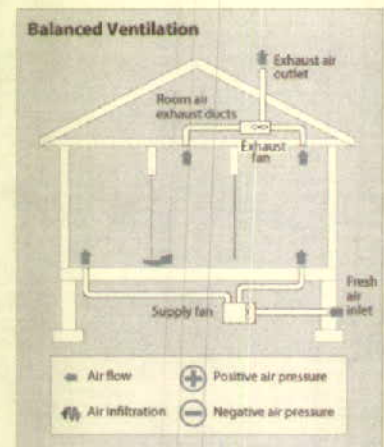 Balanced Ventilation
Exhaust air
outlet
Room air
exhaust ducts
Exhaust
fan
Fresh
air
inlet
Supply fan
Air flow
Positive air pressure
Air infiltration
Negative air pressure